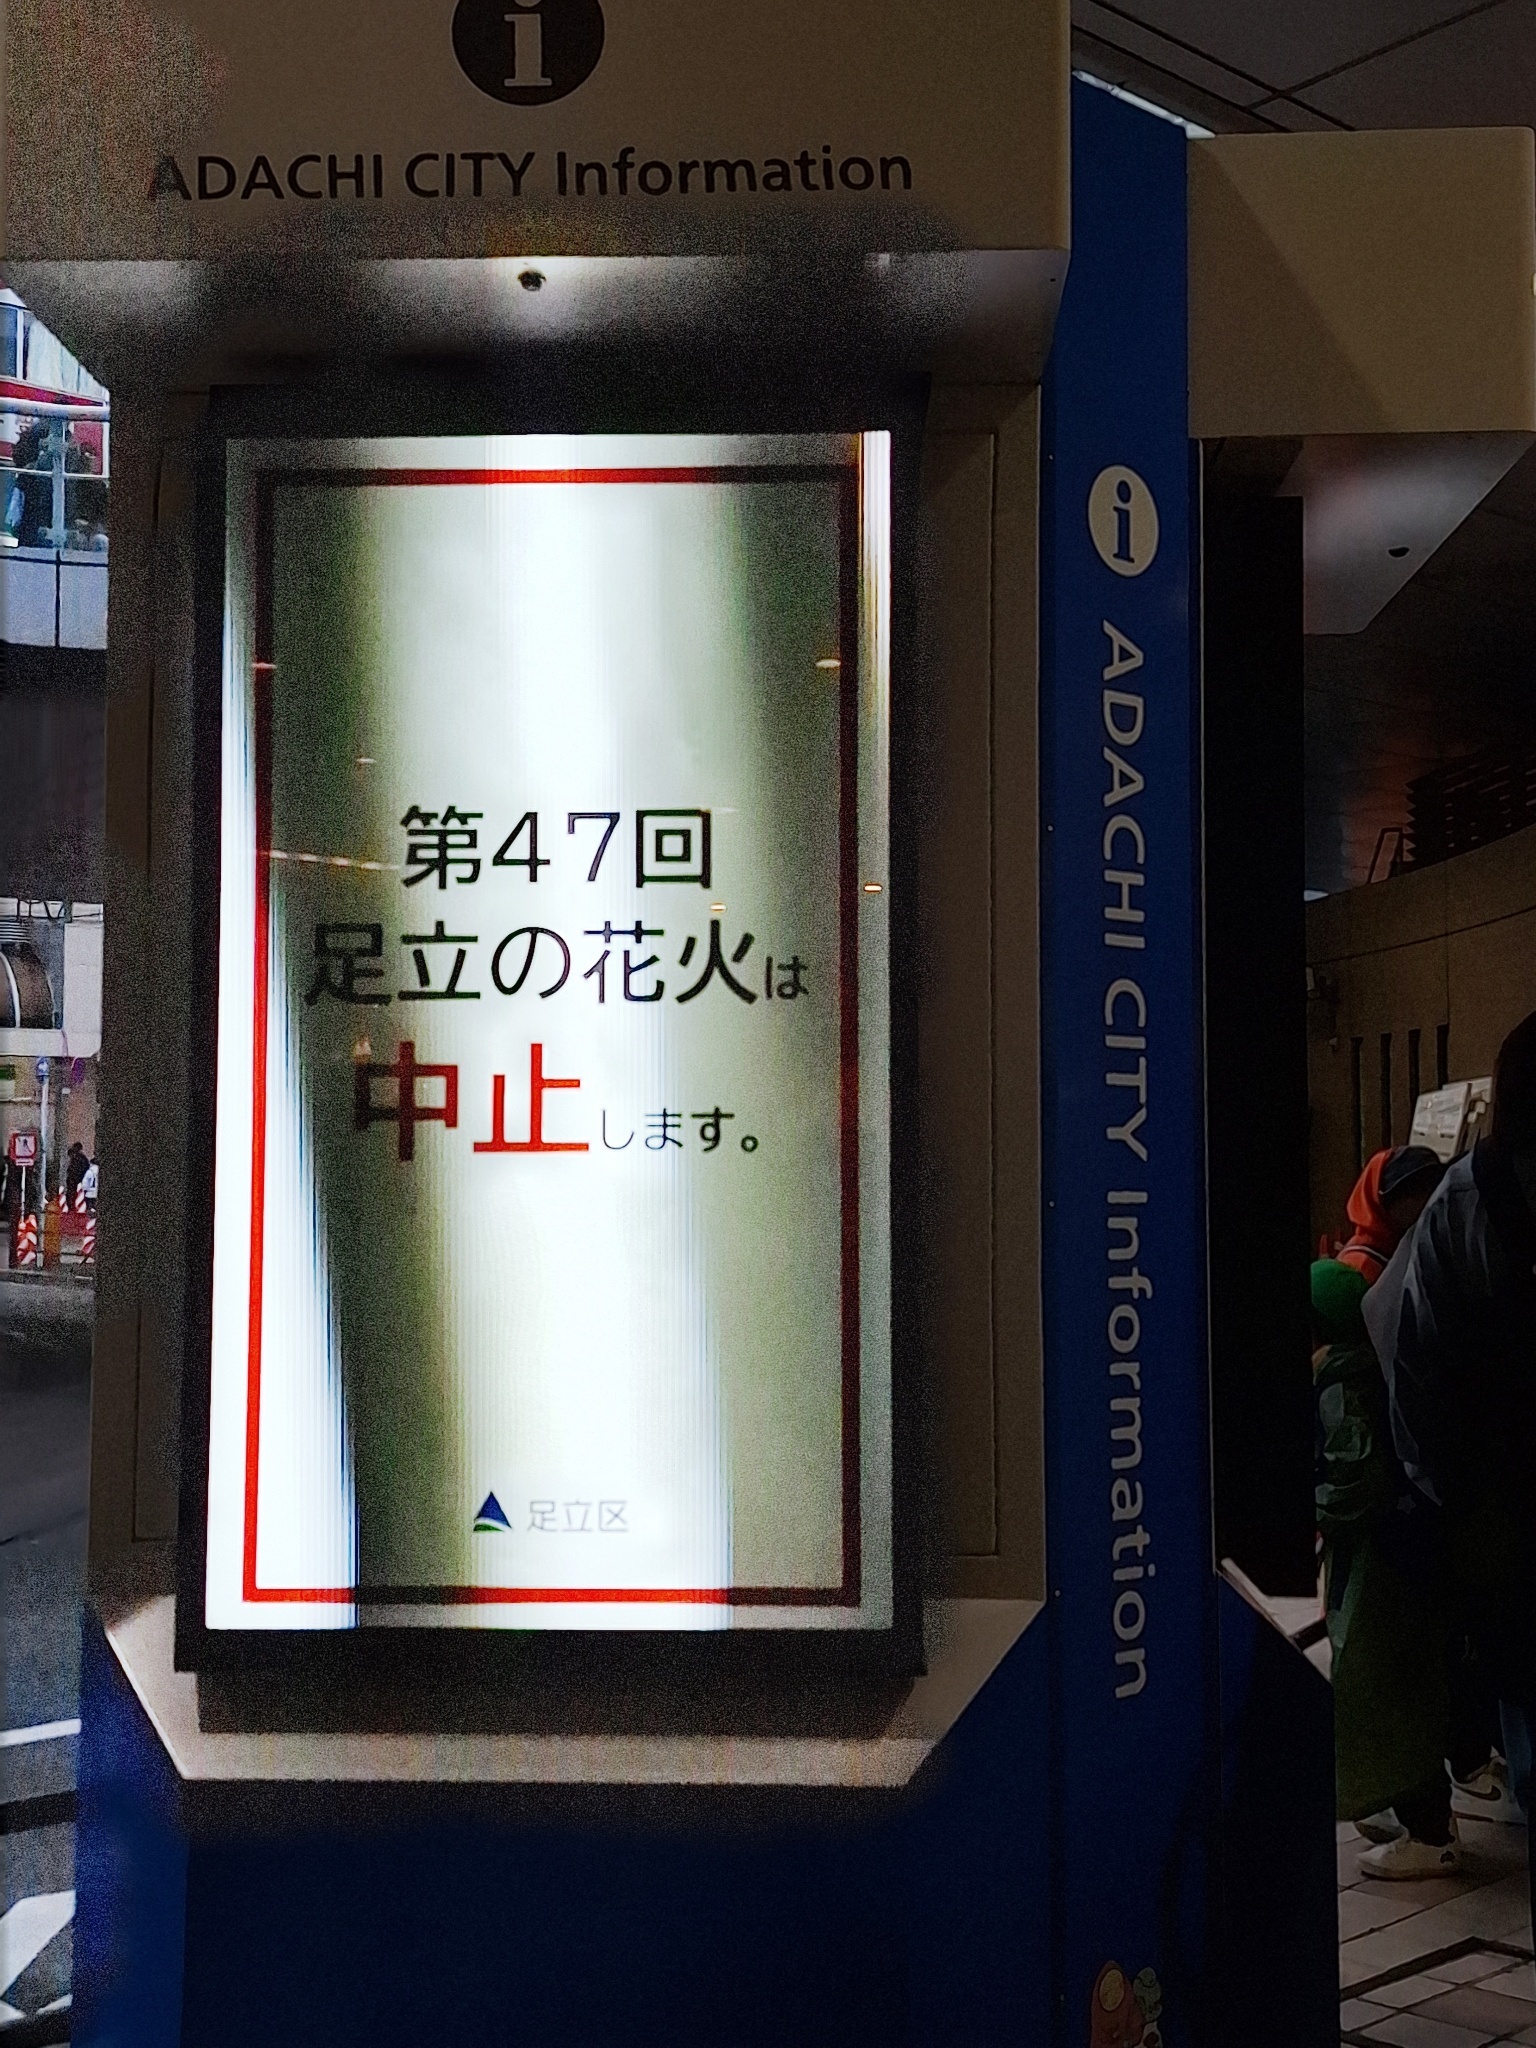 i
ADACHI CITY Information
第47回
足立の花火は
中止します。
足立区
i ADACHI CITY Information